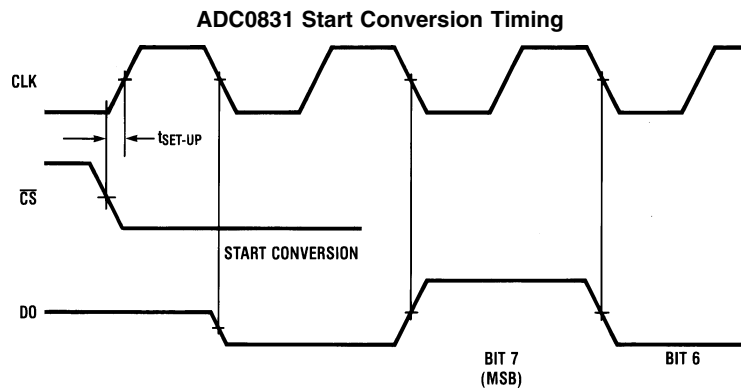 ADC0831 Start Conversion Timing
CLK
tSET-UP
CS
START CONVERSION
DO
BIT 7
(MSB)
BIT 6